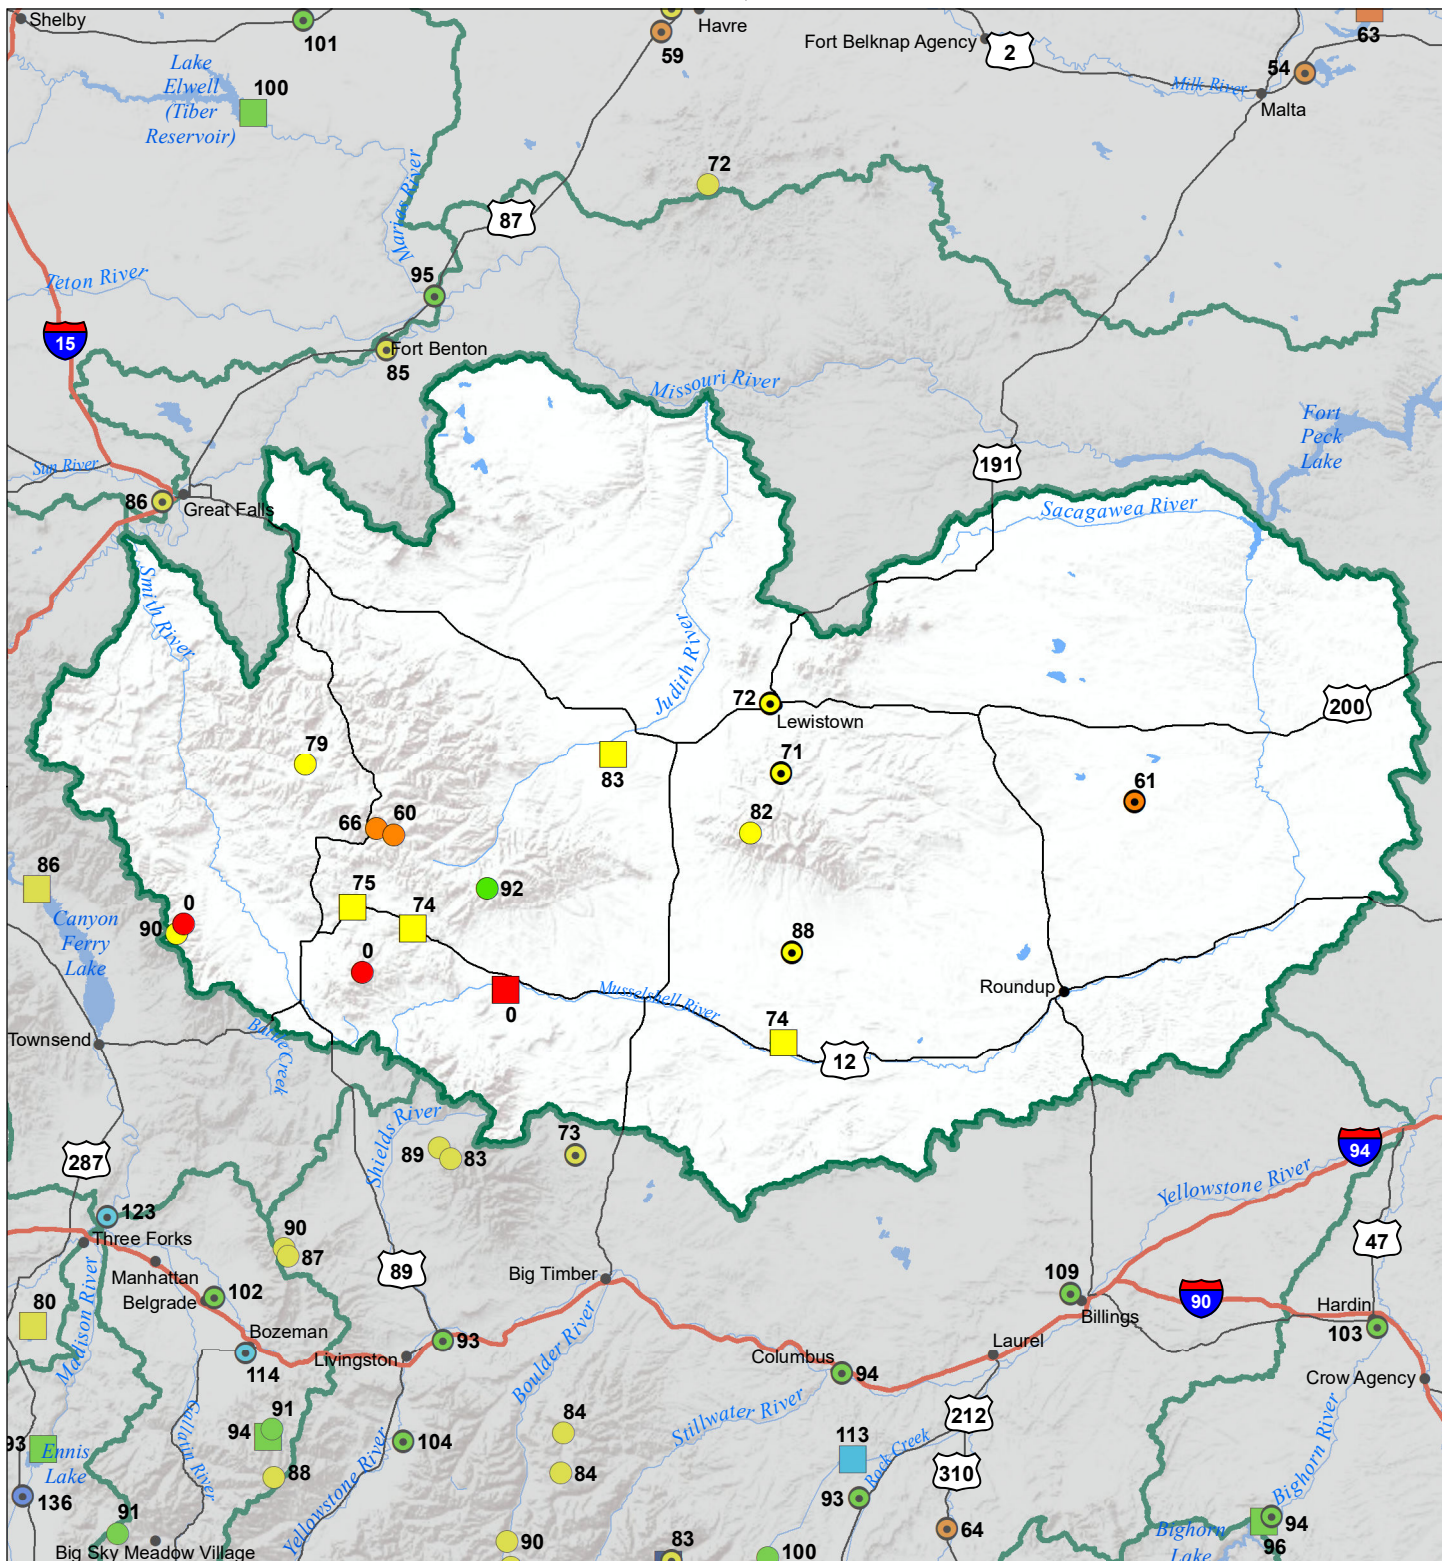 Shelby
101
Havre
59
Fort Belknap Agency
2
63
54
Milk River
Malta
Lake
Elwell
(Tiber
Reservoir)
100
72
Marias River
87
95
Teton River
15
Fort Benton
85
Missouri River
Fort
Peck
Lake
191
Sun River
86
Great Falls
Sacagawea River
Smith River
Judith River
72
Lewistown
200
79
83
71
61
66
60
82
86
75
74
92
0
90
Canyon
Ferry
Lake
0
88
Roundup
Musselshell River
0
74
12
Townsend
Battle Creek
Shields River
89
83
73
287
94
Yellowstone River
123
Three Forks
90
87
47
Manhattan
Belgrade
102
89
Big Timber
109
Billings
90
Hardin
103
80
Madison River
Bozeman
114
Livingston
93
Boulder River
Columbus
94
Laurel
Crow Agency
91
94
93
Ennis
Lake
Gallatin River
88
104
Yellowstone River
84
84
Stillwater River
113
212
Rock Creek
310
Bighorn River
136
91
93
64
94
96
Big Sky Meadow Village
90
83
100
Bighorn
Lake